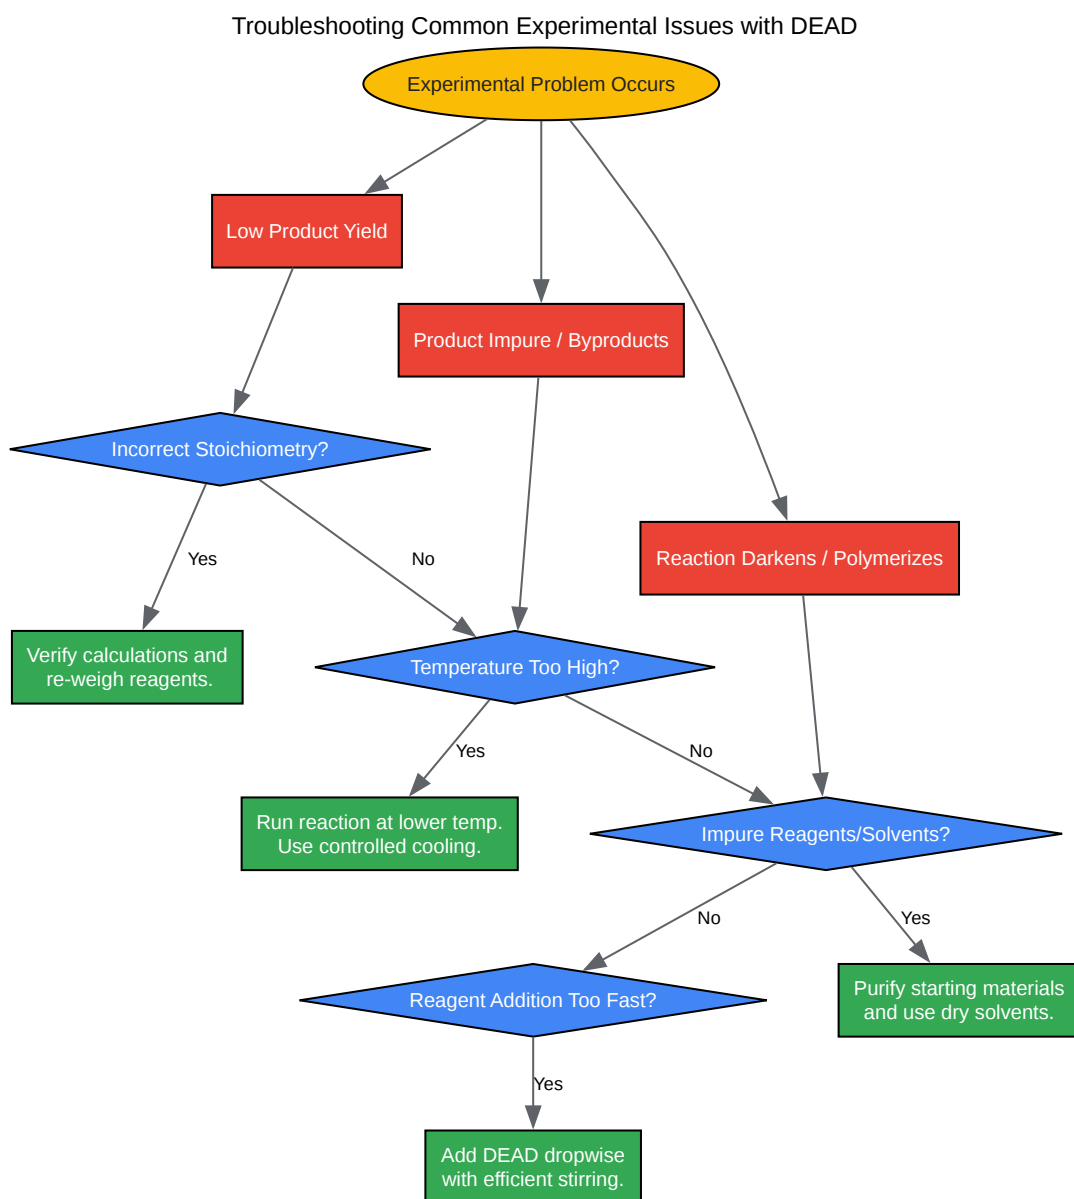 Troubleshooting Common Experimental Issues with DEAD
Experimental Problem Occurs
Low Product Yield
Product Impure / Byproducts
Incorrect Stoichiometry?
Yes
No
Reaction Darkens / Polymerizes
Verify calculations and
re-weigh reagents.
Temperature Too High?
Yes
No
Run reaction at lower temp.
Use controlled cooling.
Impure Reagents/Solvents?
No
Yes
Reagent Addition Too Fast?
Purify starting materials
and use dry solvents.
Yes
Add DEAD dropwise
with efficient stirring.